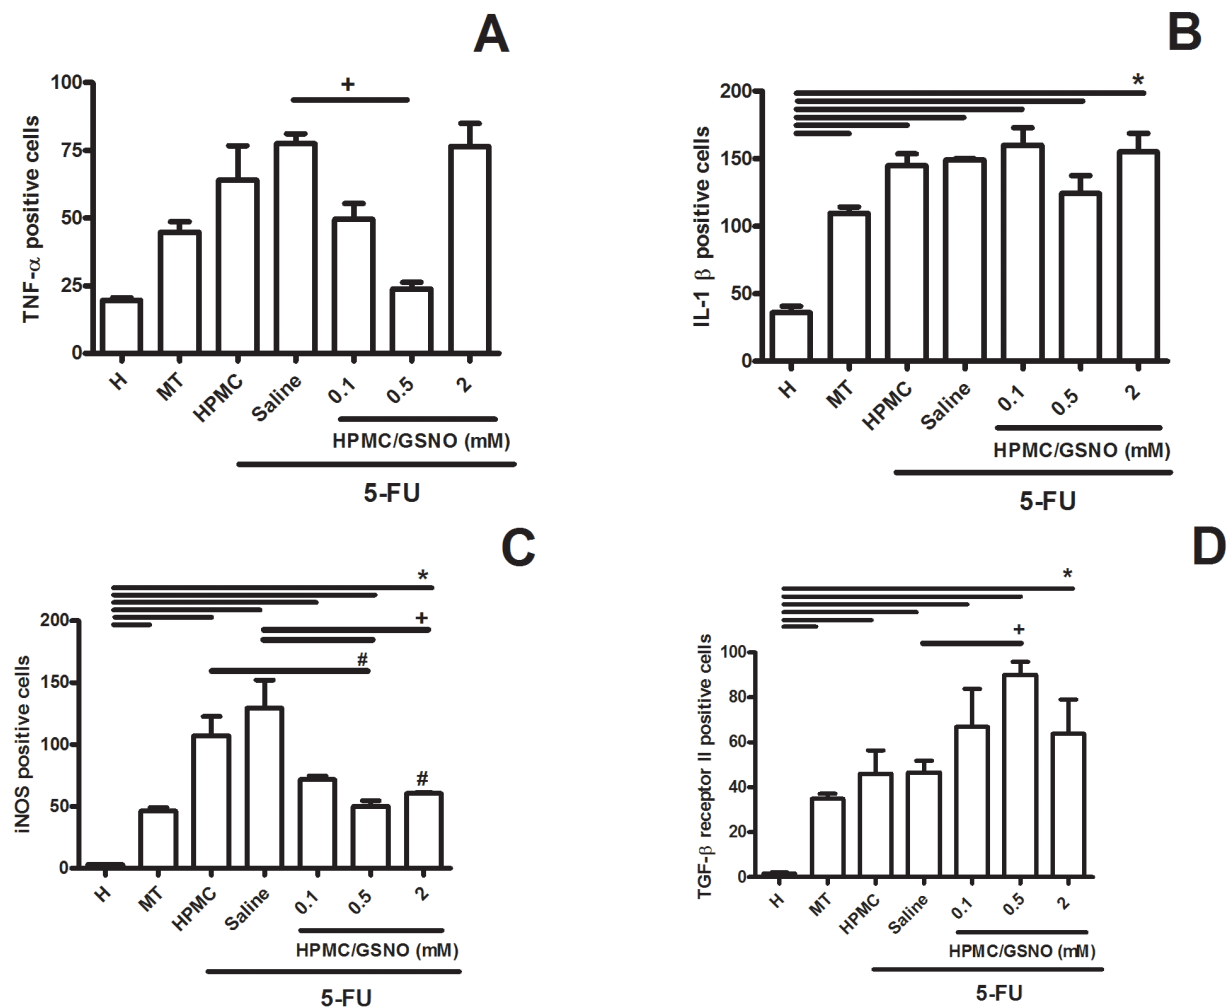 A
+
100
75
50
25
0
TNF-α positive cells
H
MT
HPMC
Saline
0.1
0.5
2
HPMC/GSNO (mM)
5-FU
B
*
200
150
100
50
0
IL-1 β positive cells
H
MT
HPMC
Saline
0.1
0.5
2
HPMC/GSNO (mM)
5-FU
C
*
+
#
#
200
150
100
50
0
iNOS positive cells
H
MT
HPMC
Saline
0.1
0.5
2
HPMC/GSNO (mM)
5-FU
D
*
+
100
80
60
40
20
0
TGF-β receptor II positive cells
H
MT
HPMC
Saline
0.1
0.5
2
HPMC/GSNO (mM)
5-FU